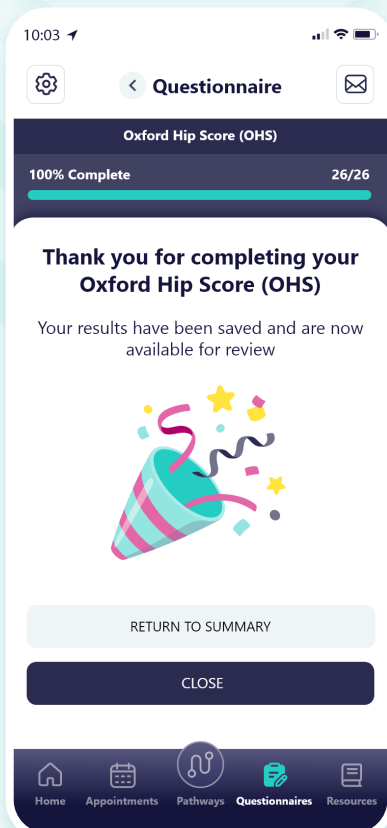 10:03
Questionnaire
Oxford Hip Score (OHS)
100% Complete 26/26
Thank you for completing your
Oxford Hip Score (OHS)
Your results have been saved and are now
available for review
RETURN TO SUMMARY
CLOSE
Home Appointments Pathways Questionnaires Resources